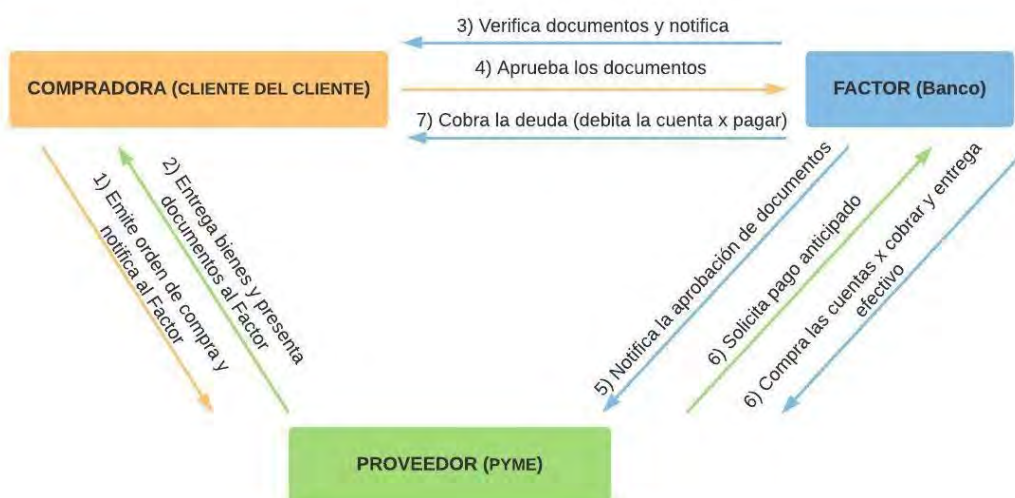 3) Verifica documentos y notifica
COMPRADORA (CLIENTE DEL CLIENTE)
4) Aprueba los documentos
FACTOR (Banco)
7) Cobra la deuda (debita la cuenta x pagar)
1) Emite orden de compra y
notifica al Factor
2) Entrega bienes y presenta
documentos al Factor
5) Notifica la aprobación de documentos
6) Solicita pago anticipado
6) Compra las cuentas x cobrar y entrega
efectivo
PROVEEDOR (PYME)